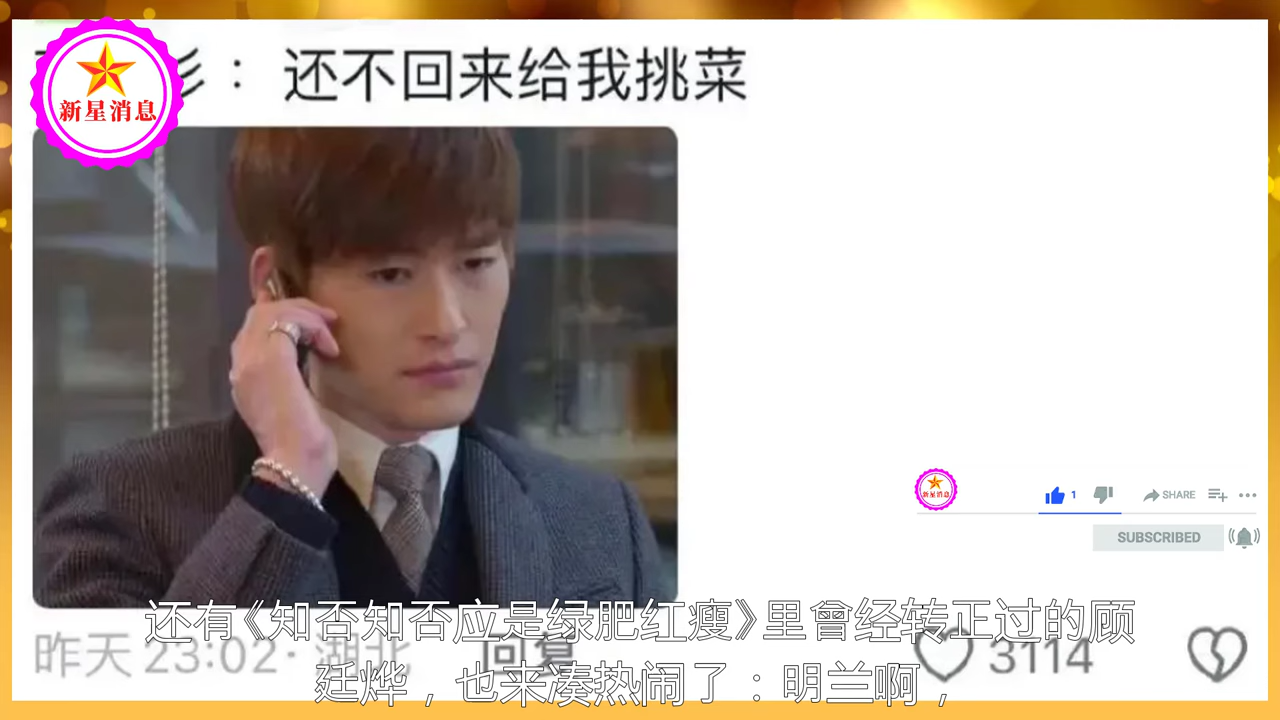 新星消息
彡： 还不回来给我挑菜
新星消息
1
SHARE
SUBSCRIBED
昨天 23:02 · 湖北 回复 3114
还有《知否知否应是绿肥红瘦》里曾经转正过的顾
廷烨，也来凑热闹了：明兰啊，